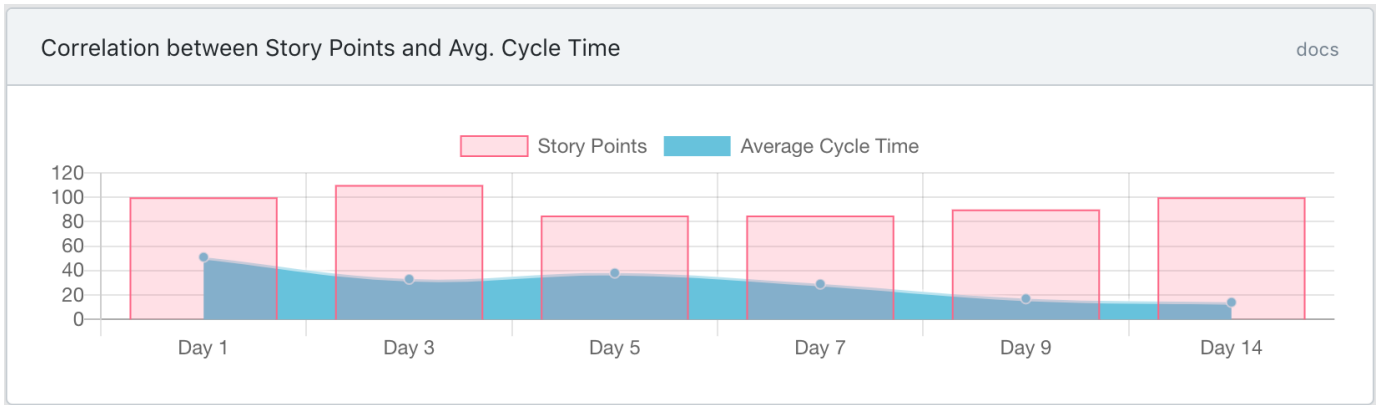 Correlation between Story Points and Avg. Cycle Time docs
Story Points Average Cycle Time
120
100
80
60
40
20
0
Day 1 Day 3 Day 5 Day 7 Day 9 Day 14